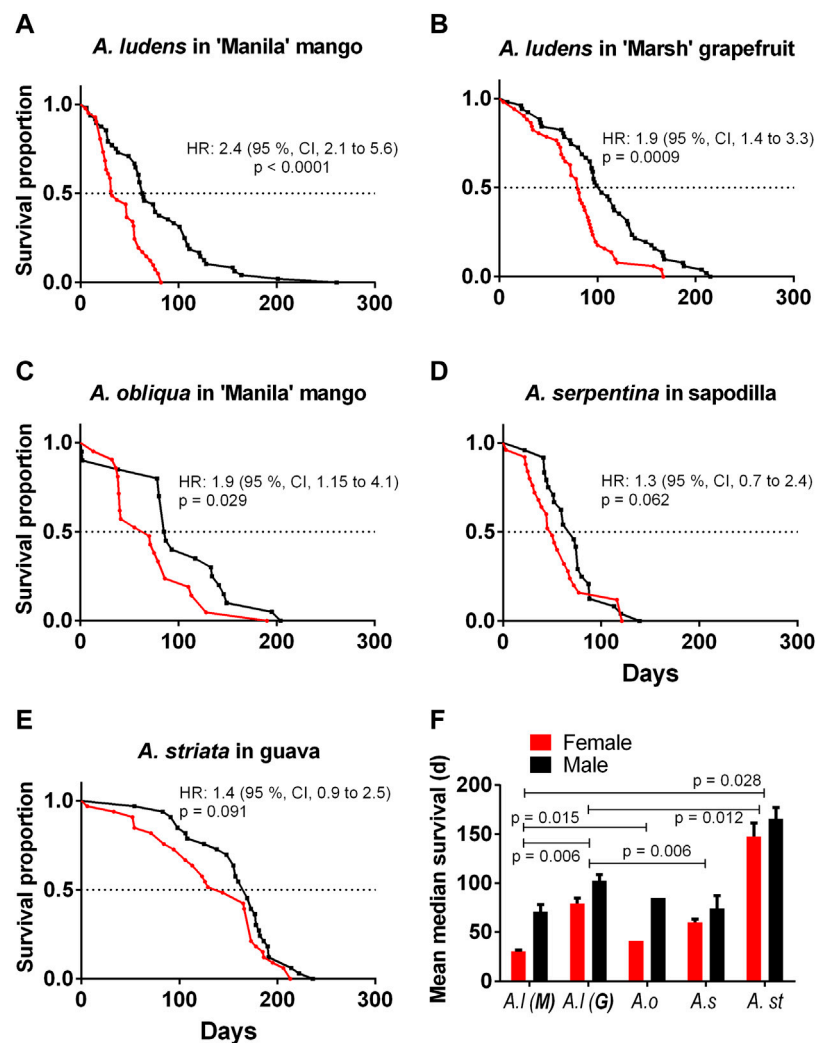 A
A. ludens in 'Manila' mango
Survival proportion
1.0
0.5
0.0
HR: 2.4 (95 %, CI, 2.1 to 5.6)
p < 0.0001
0 100 200 300
B
A. ludens in 'Marsh' grapefruit
1.0
0.5
0.0
HR: 1.9 (95 %, CI, 1.4 to 3.3)
p = 0.0009
0 100 200 300
C
A. obliqua in 'Manila' mango
Survival proportion
1.0
0.5
0.0
HR: 1.9 (95 %, CI, 1.15 to 4.1)
p = 0.029
0 100 200 300
D
A. serpentina in sapodilla
1.0
0.5
0.0
HR: 1.3 (95 %, CI, 0.7 to 2.4)
p = 0.062
0 100 200 300
Days
E
A. striata in guava
Survival proportion
1.0
0.5
0.0
HR: 1.4 (95 %, CI, 0.9 to 2.5)
p = 0.091
0 100 200 300
Days
F
Female
Male
Mean median survival (d)
200
150
100
50
0
p = 0.028
p = 0.015
p = 0.012
p = 0.006
p = 0.006
A.l (M) A.l (G) A.o A.s A. st